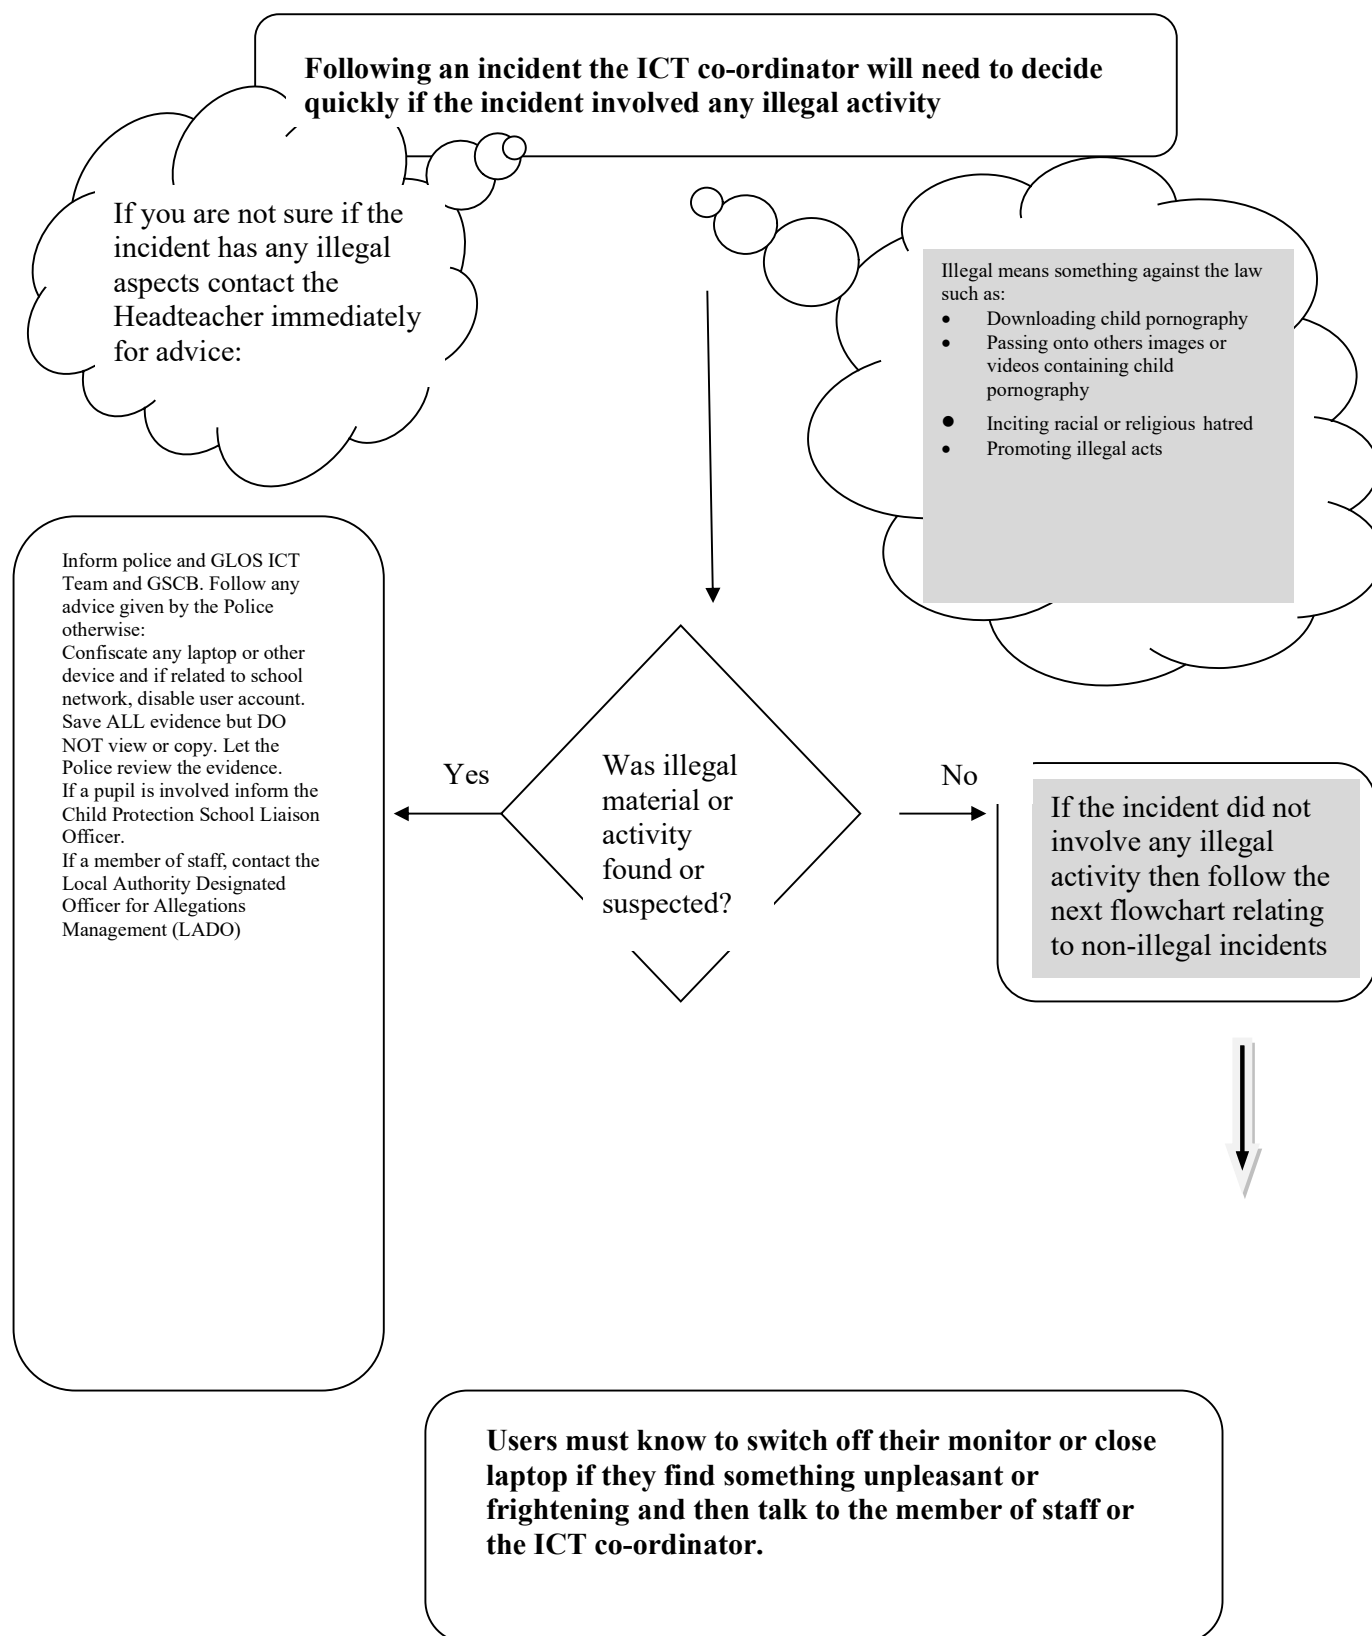 Following an incident the ICT co-ordinator will need to decide
quickly if the incident involved any illegal activity
If you are not sure if the
incident has any illegal
aspects contact the
Headteacher immediately
for advice:
Illegal means something against the law
such as:
• Downloading child pornography
• Passing onto others images or
videos containing child
pornography
• Inciting racial or religious hatred
• Promoting illegal acts
Inform police and GLOS ICT
Team and GSCB. Follow any
advice given by the Police
otherwise:
Confiscate any laptop or other
device and if related to school
network, disable user account.
Save ALL evidence but DO
NOT view or copy. Let the
Police review the evidence.
If a pupil is involved inform the
Child Protection School Liaison
Officer.
If a member of staff, contact the
Local Authority Designated
Officer for Allegations
Management (LADO)
Yes
Was illegal
material or
activity
found or
suspected?
No
If the incident did not
involve any illegal
activity then follow the
next flowchart relating
to non-illegal incidents
Users must know to switch off their monitor or close
laptop if they find something unpleasant or
frightening and then talk to the member of staff or
the ICT co-ordinator.